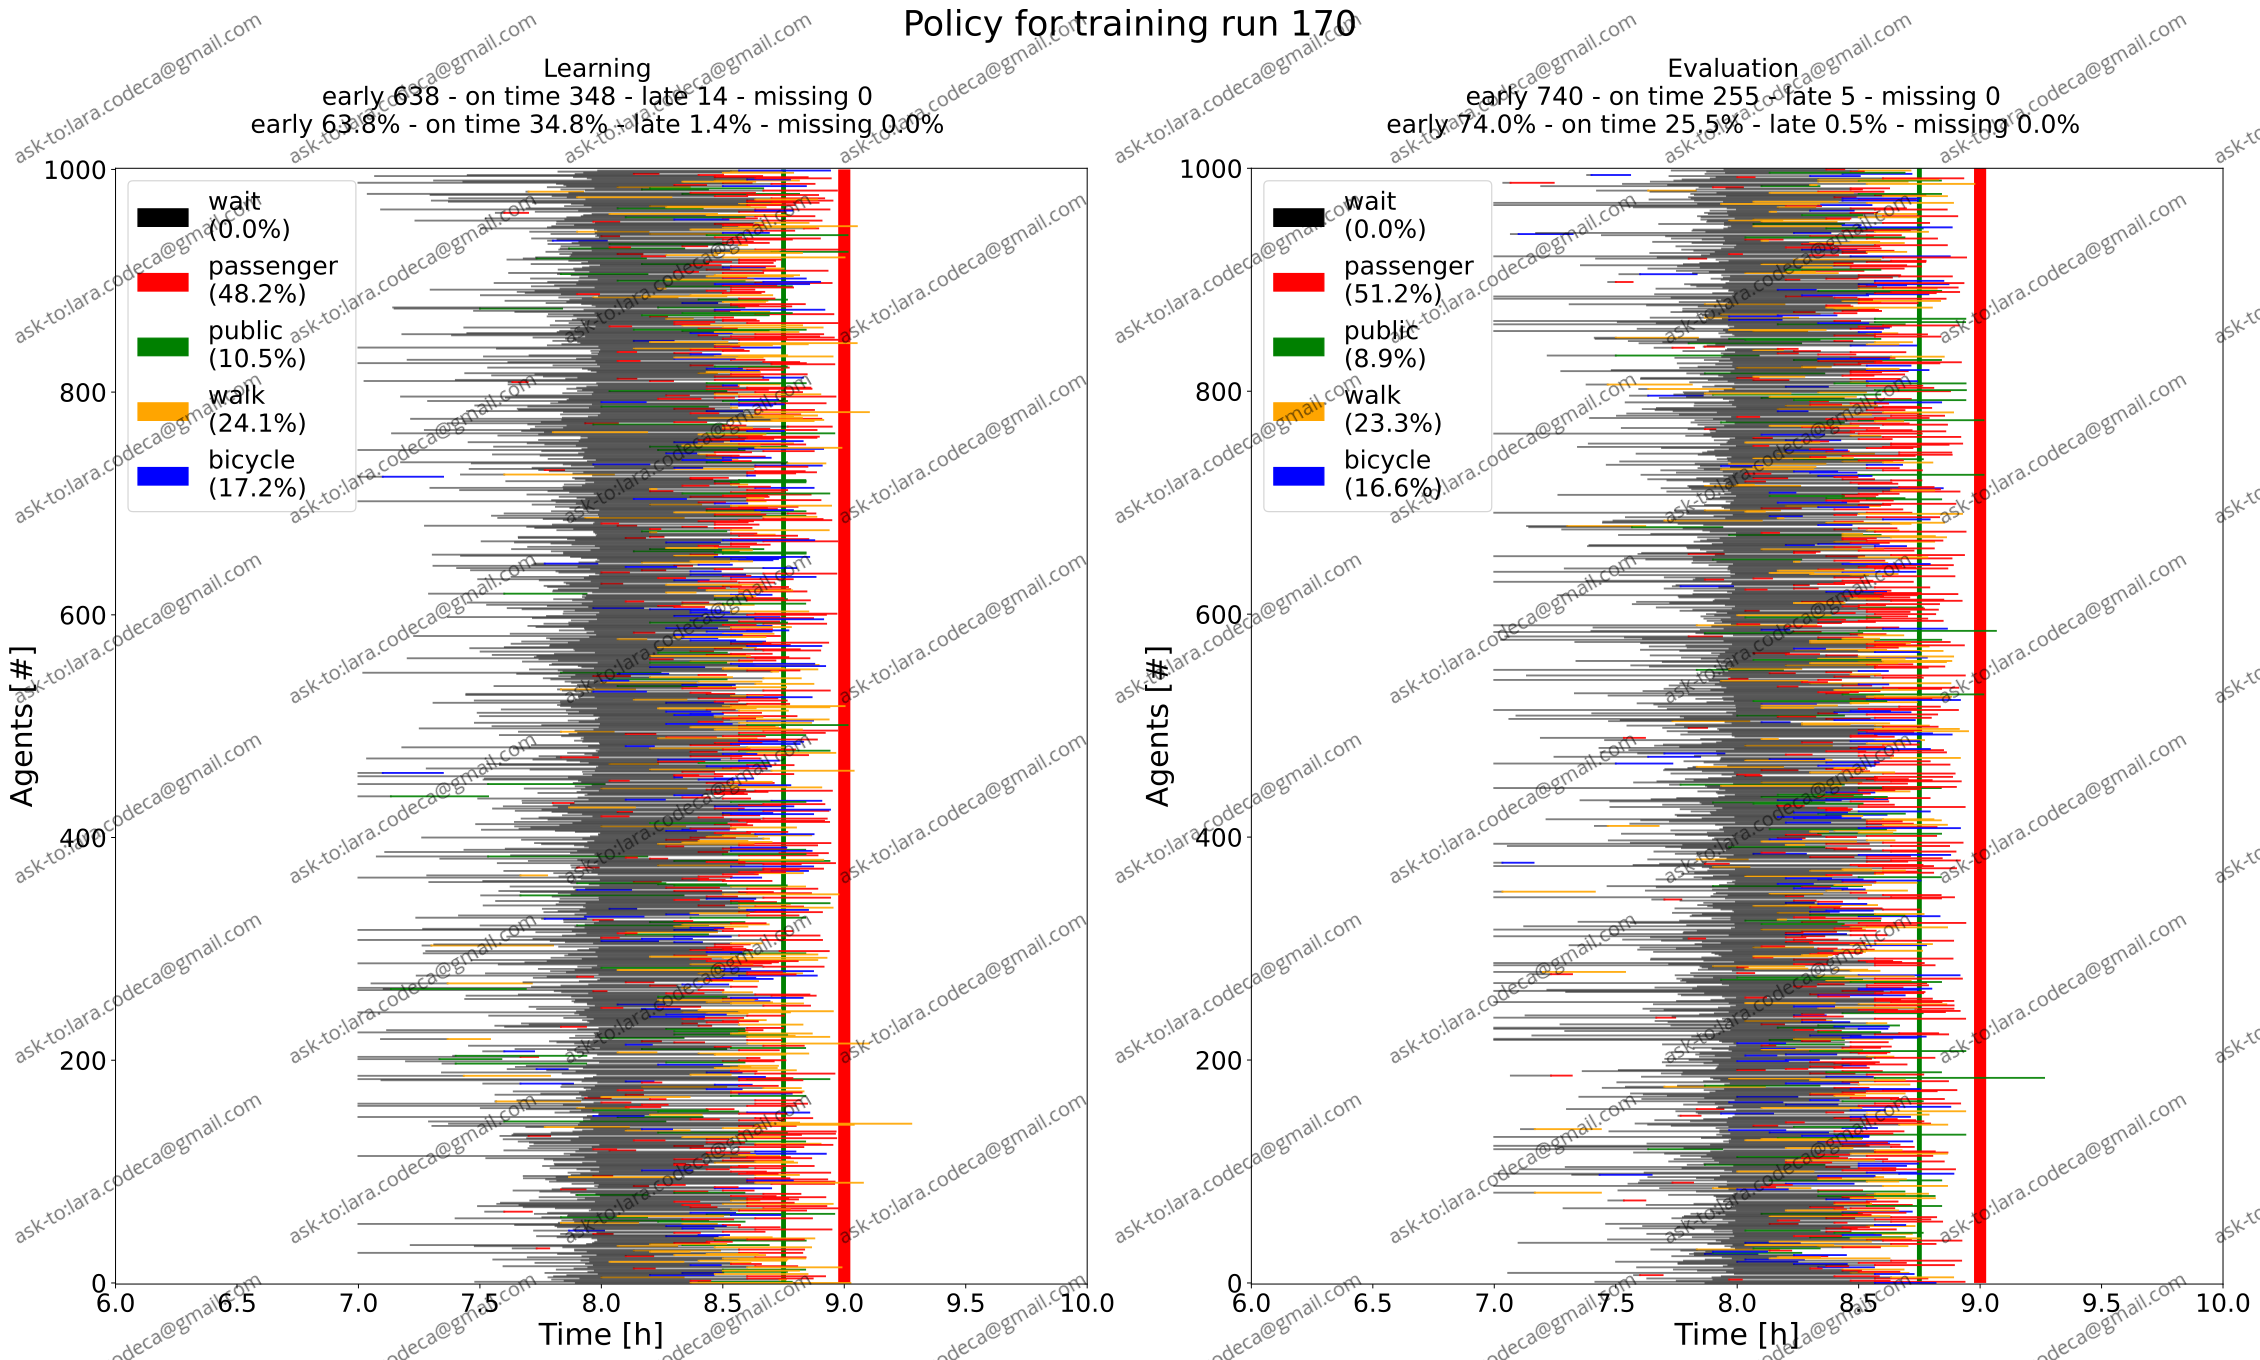 Policy for training run 170
Learning
early 638 - on time 348 - late 14 - missing 0
early 63.8% - on time 34.8% - late 1.4% - missing 0.0%
1000
800
600
400
200
0
Agents [#]
wait
(0.0%)
passenger
(48.2%)
public
(10.5%)
walk
(24.1%)
bicycle
(17.2%)
6.0 6.5 7.0 7.5 8.0 8.5 9.0 9.5 10.0
Time [h]
Evaluation
early 740 - on time 255 - late 5 - missing 0
early 74.0% - on time 25.5% - late 0.5% - missing 0.0%
1000
800
600
400
200
0
Agents [#]
wait
(0.0%)
passenger
(51.2%)
public
(8.9%)
walk
(23.3%)
bicycle
(16.6%)
6.0 6.5 7.0 7.5 8.0 8.5 9.0 9.5 10.0
Time [h]
ask-to:lara.codeca@gmail.com